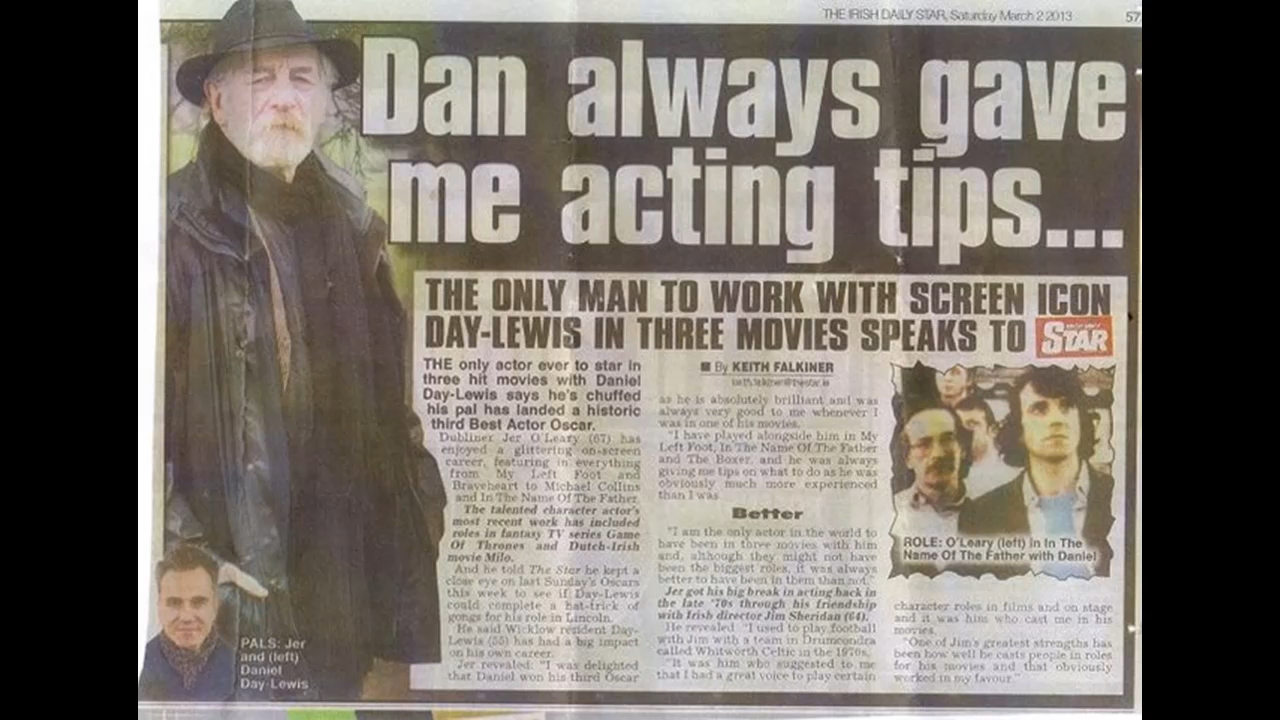 THE IRISH DAILY STAR, Saturday March 2 2013
57
Dan always gave
me acting tips...
THE ONLY MAN TO WORK WITH SCREEN ICON
DAY-LEWIS IN THREE MOVIES SPEAKS TO STAR
THE only actor ever to star in
three hit movies with Daniel
Day-Lewis says he's chuffed
his pal has landed a historic
third Best Actor Oscar.
Dubliner Jer O'Leary (67) has
enjoyed a glittering on-screen
career, featuring in everything
from My Left Foot and
Braveheart to Michael Collins
and In The Name Of The Father.
The talented character actor's
most recent work has included
roles in fantasy TV series Game
Of Thrones and Dutch-Irish
movie Milo.
And he told The Star he kept a
close eye on last Sunday's Oscars
this week to see if Day-Lewis
could complete a hat-trick of
gongs for his role in Lincoln.
He said Wicklow resident Day-
Lewis (55) has had a big impact
on his own career.
Jer revealed: "I was delighted
that Daniel won his third Oscar
■ By KEITH FALKINER
keith.falkiner@thestar.ie
as he is absolutely brilliant and was
always very good to me whenever I
was in one of his movies.
"I have played alongside him in My
Left Foot, In The Name Of The Father
and The Boxer, and he was always
giving me tips on what to do as he was
obviously much more experienced
than I was.
Better
"I am the only actor in the world to
have been in three movies with him
and, although they might not have
been the biggest roles, it was always
better to have been in them than not."
Jer got his big break in acting back in
the late '70s through his friendship
with Irish director Jim Sheridan (64).
He revealed: "I used to play football
with Jim with a team in Drumcondra
called Whitworth Celtic in the 1970s.
"It was him who suggested to me
that I had a great voice to play certain
ROLE: O'Leary (left) in In The
Name Of The Father with Daniel
character roles in films and on stage
and it was him who cast me in his
movies.
"One of Jim's greatest strengths has
been how well he casts people in roles
for his movies and that obviously
worked in my favour."
PALS: Jer
and (left)
Daniel
Day-Lewis